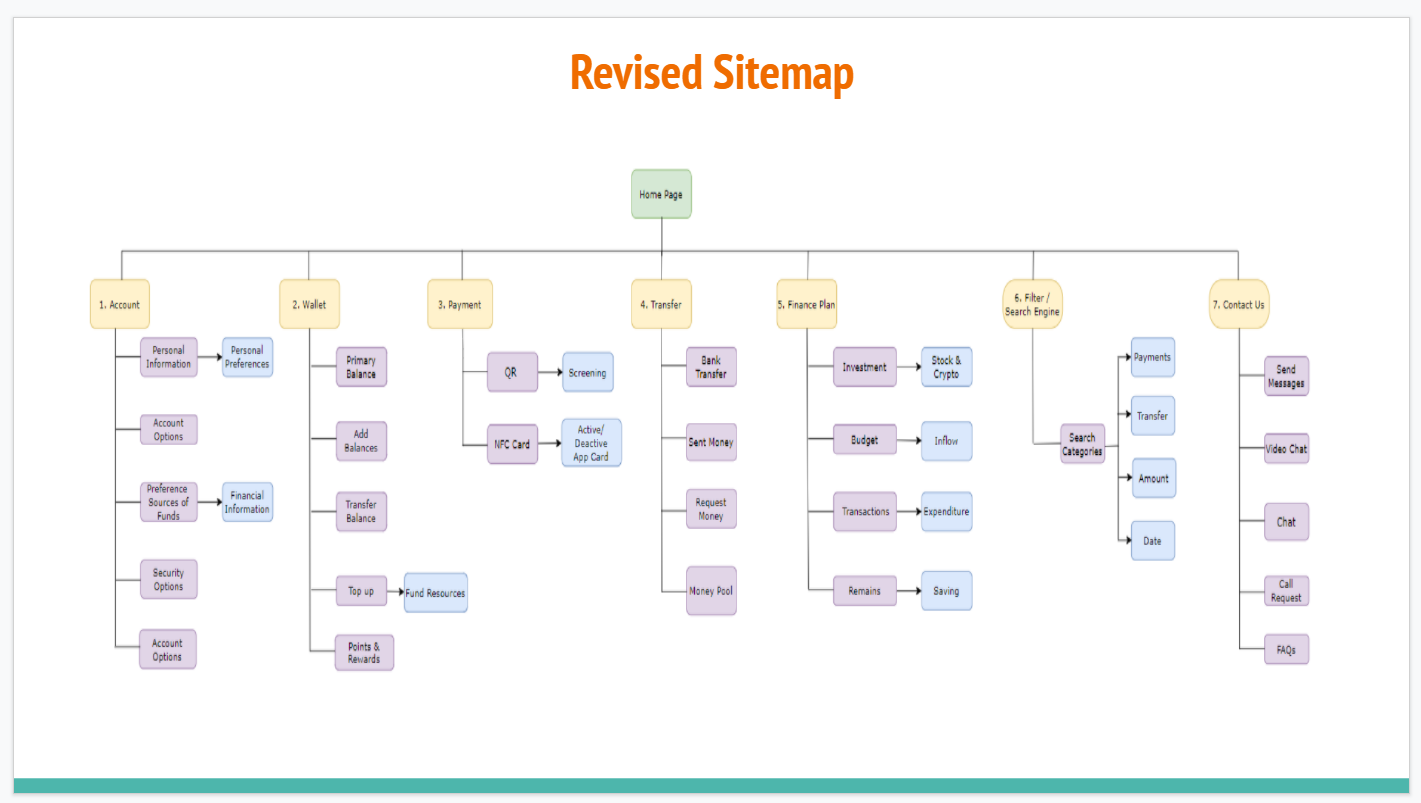 Revised Sitemap
Home Page
1. Account
2. Wallet
3. Payment
4. Transfer
5. Finance Plan
6. Filter /
Search Engine
7. Contact Us
Personal
Information
Personal
Preferences
Account
Options
Preference
Sources of
Funds
Financial
Information
Security
Options
Account
Options
Primary
Balance
Add
Balances
Transfer
Balance
Top up
Fund Resources
Points &
Rewards
QR
Screening
NFC Card
Active/
Deactive
App Card
Bank
Transfer
Sent Money
Request
Money
Money Pool
Investment
Stock &
Crypto
Budget
Inflow
Transactions
Expenditure
Remains
Saving
Search
Categories
Payments
Transfer
Amount
Date
Send
Messages
Video Chat
Chat
Call
Request
FAQs